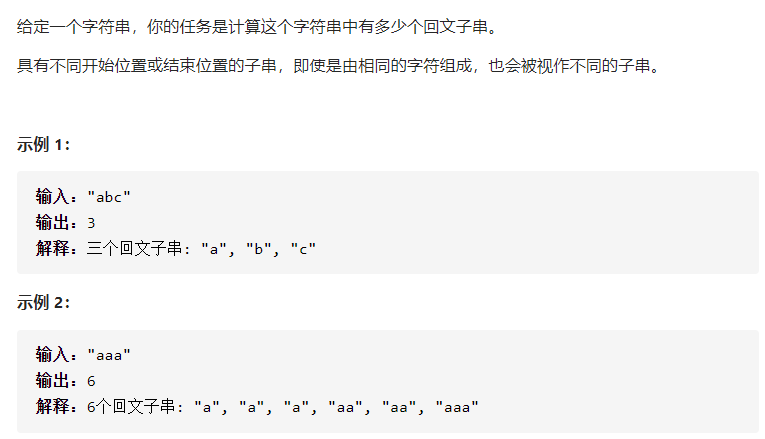 给定一个字符串，你的任务是计算这个字符串中有多少个回文子串。
具有不同开始位置或结束位置的子串，即使是由相同的字符组成，也会被视作不同的子串。
示例 1：
输入："abc"
输出：3
解释：三个回文子串: "a", "b", "c"
示例 2：
输入："aaa"
输出：6
解释：6个回文子串: "a", "a", "a", "aa", "aa", "aaa"